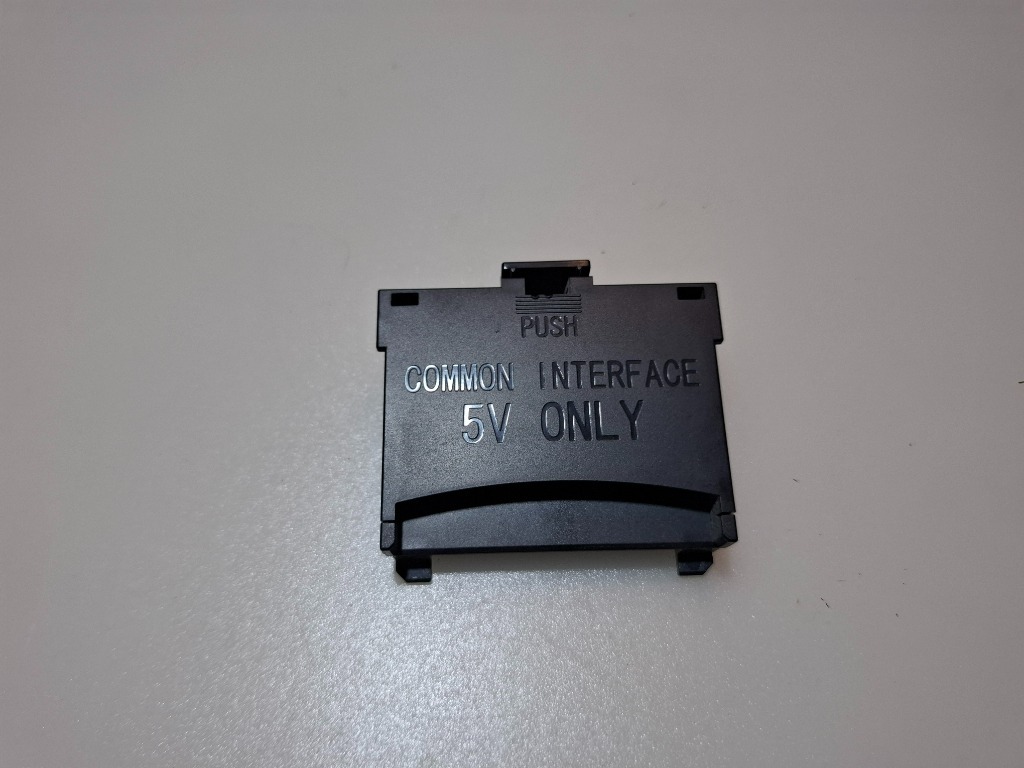 PUSH
COMMON INTERFACE
5V ONLY